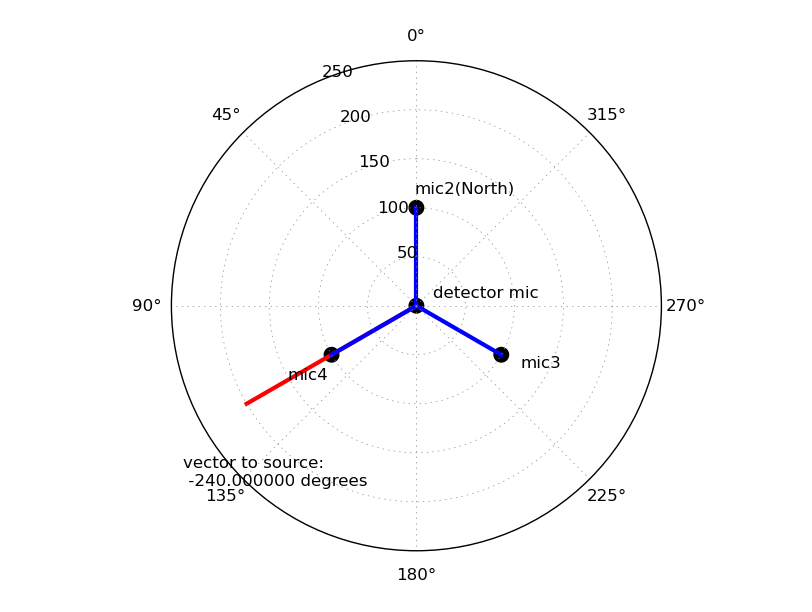 0°
250
45°
315°
200
150
mic2(North)
100
50
detector mic
90°
270°
mic3
mic4
vector to source:
-240.000000 degrees
135°
225°
180°